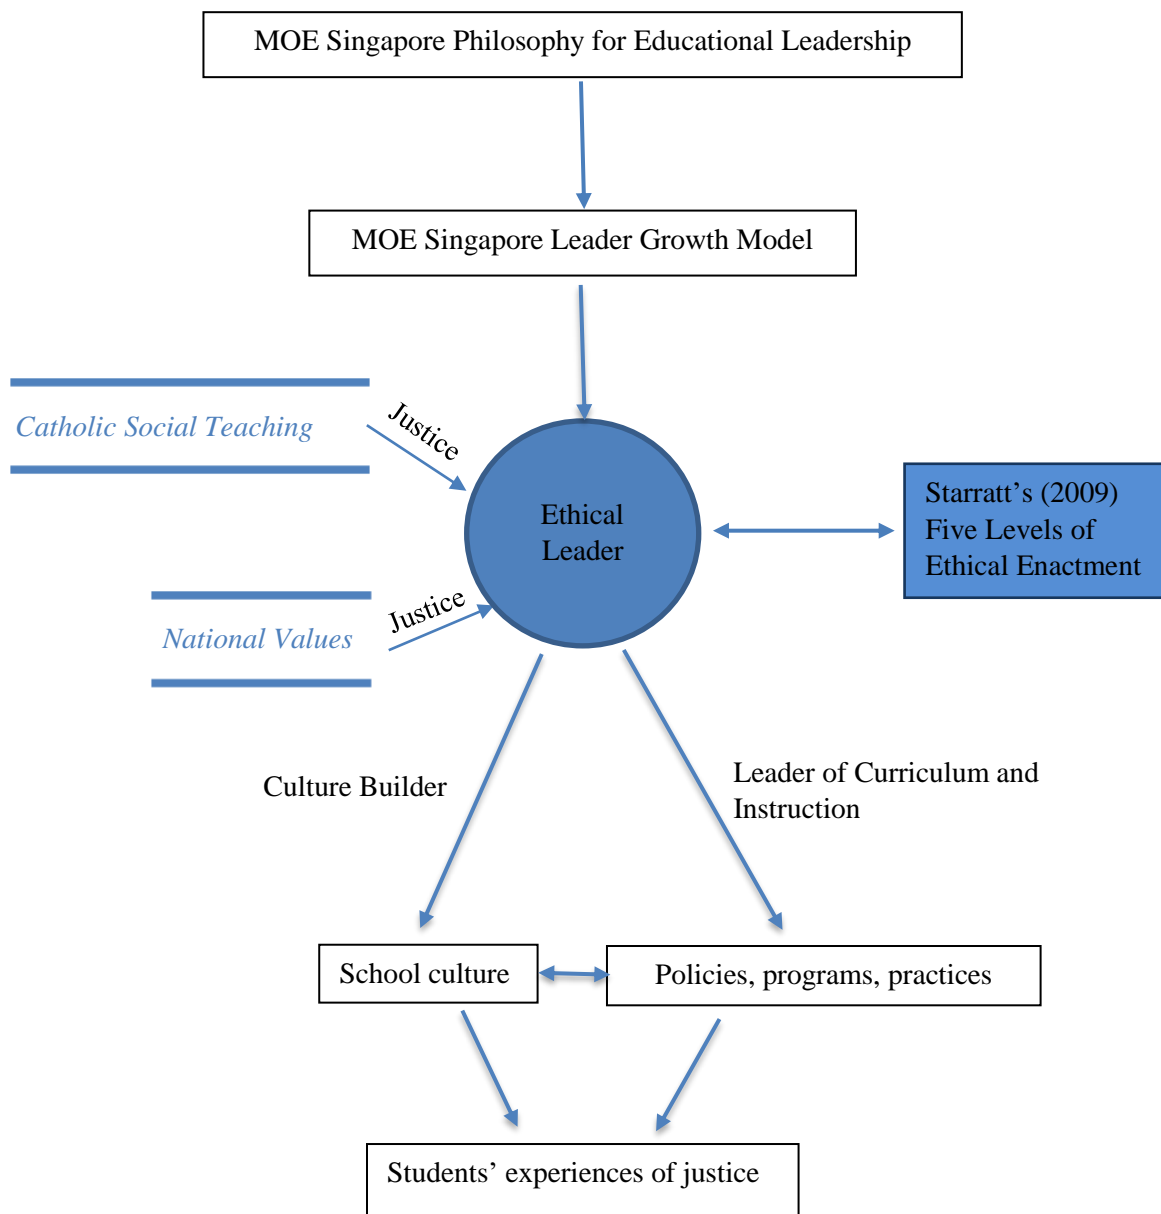 MOE Singapore Philosophy for Educational Leadership
MOE Singapore Leader Growth Model
Catholic Social Teaching
Justice
Ethical
Leader
Starratt’s (2009)
Five Levels of
Ethical Enactment
National Values
Justice
Culture Builder
Leader of Curriculum and
Instruction
School culture
Policies, programs, practices
Students’ experiences of justice